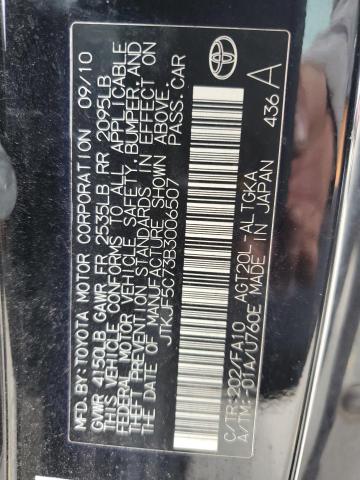 MFD.BY:TOYOTA MOTOR CORPORATION 09/10
GVWR 4150LB GAWR FR 2535LB RR 2095LB
THIS VEHICLE CONFORMS TO ALL APPLICABLE
FEDERAL MOTOR VEHICLE SAFETY, BUMPER, AND
THEFT PREVENTION STANDARDS IN EFFECT ON
THE DATE OF MANUFACTURE SHOWN ABOVE.
JTKJF5C73B3006507 PASS.CAR
C/TR:202/FA10 AGT20L-ALTGKA
A/TM:-01A/U760E MADE IN JAPAN
436 A